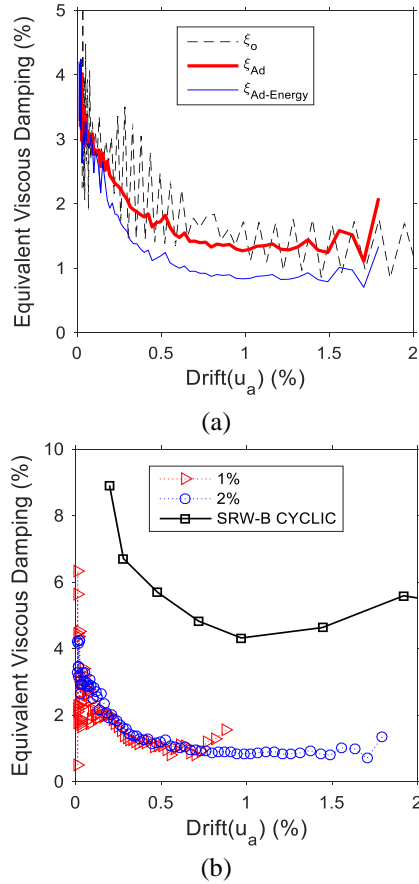 5
4
3
2
1
0
Equivalent Viscous Damping (%)
ξo
ξAd
ξAd-Energy
0 0.5 1 1.5 2
Drift(ua) (%)
(a)
10
8
6
4
2
0
Equivalent Viscous Damping (%)
1%
2%
SRW-B CYCLIC
0 0.5 1 1.5 2
Drift(ua) (%)
(b)